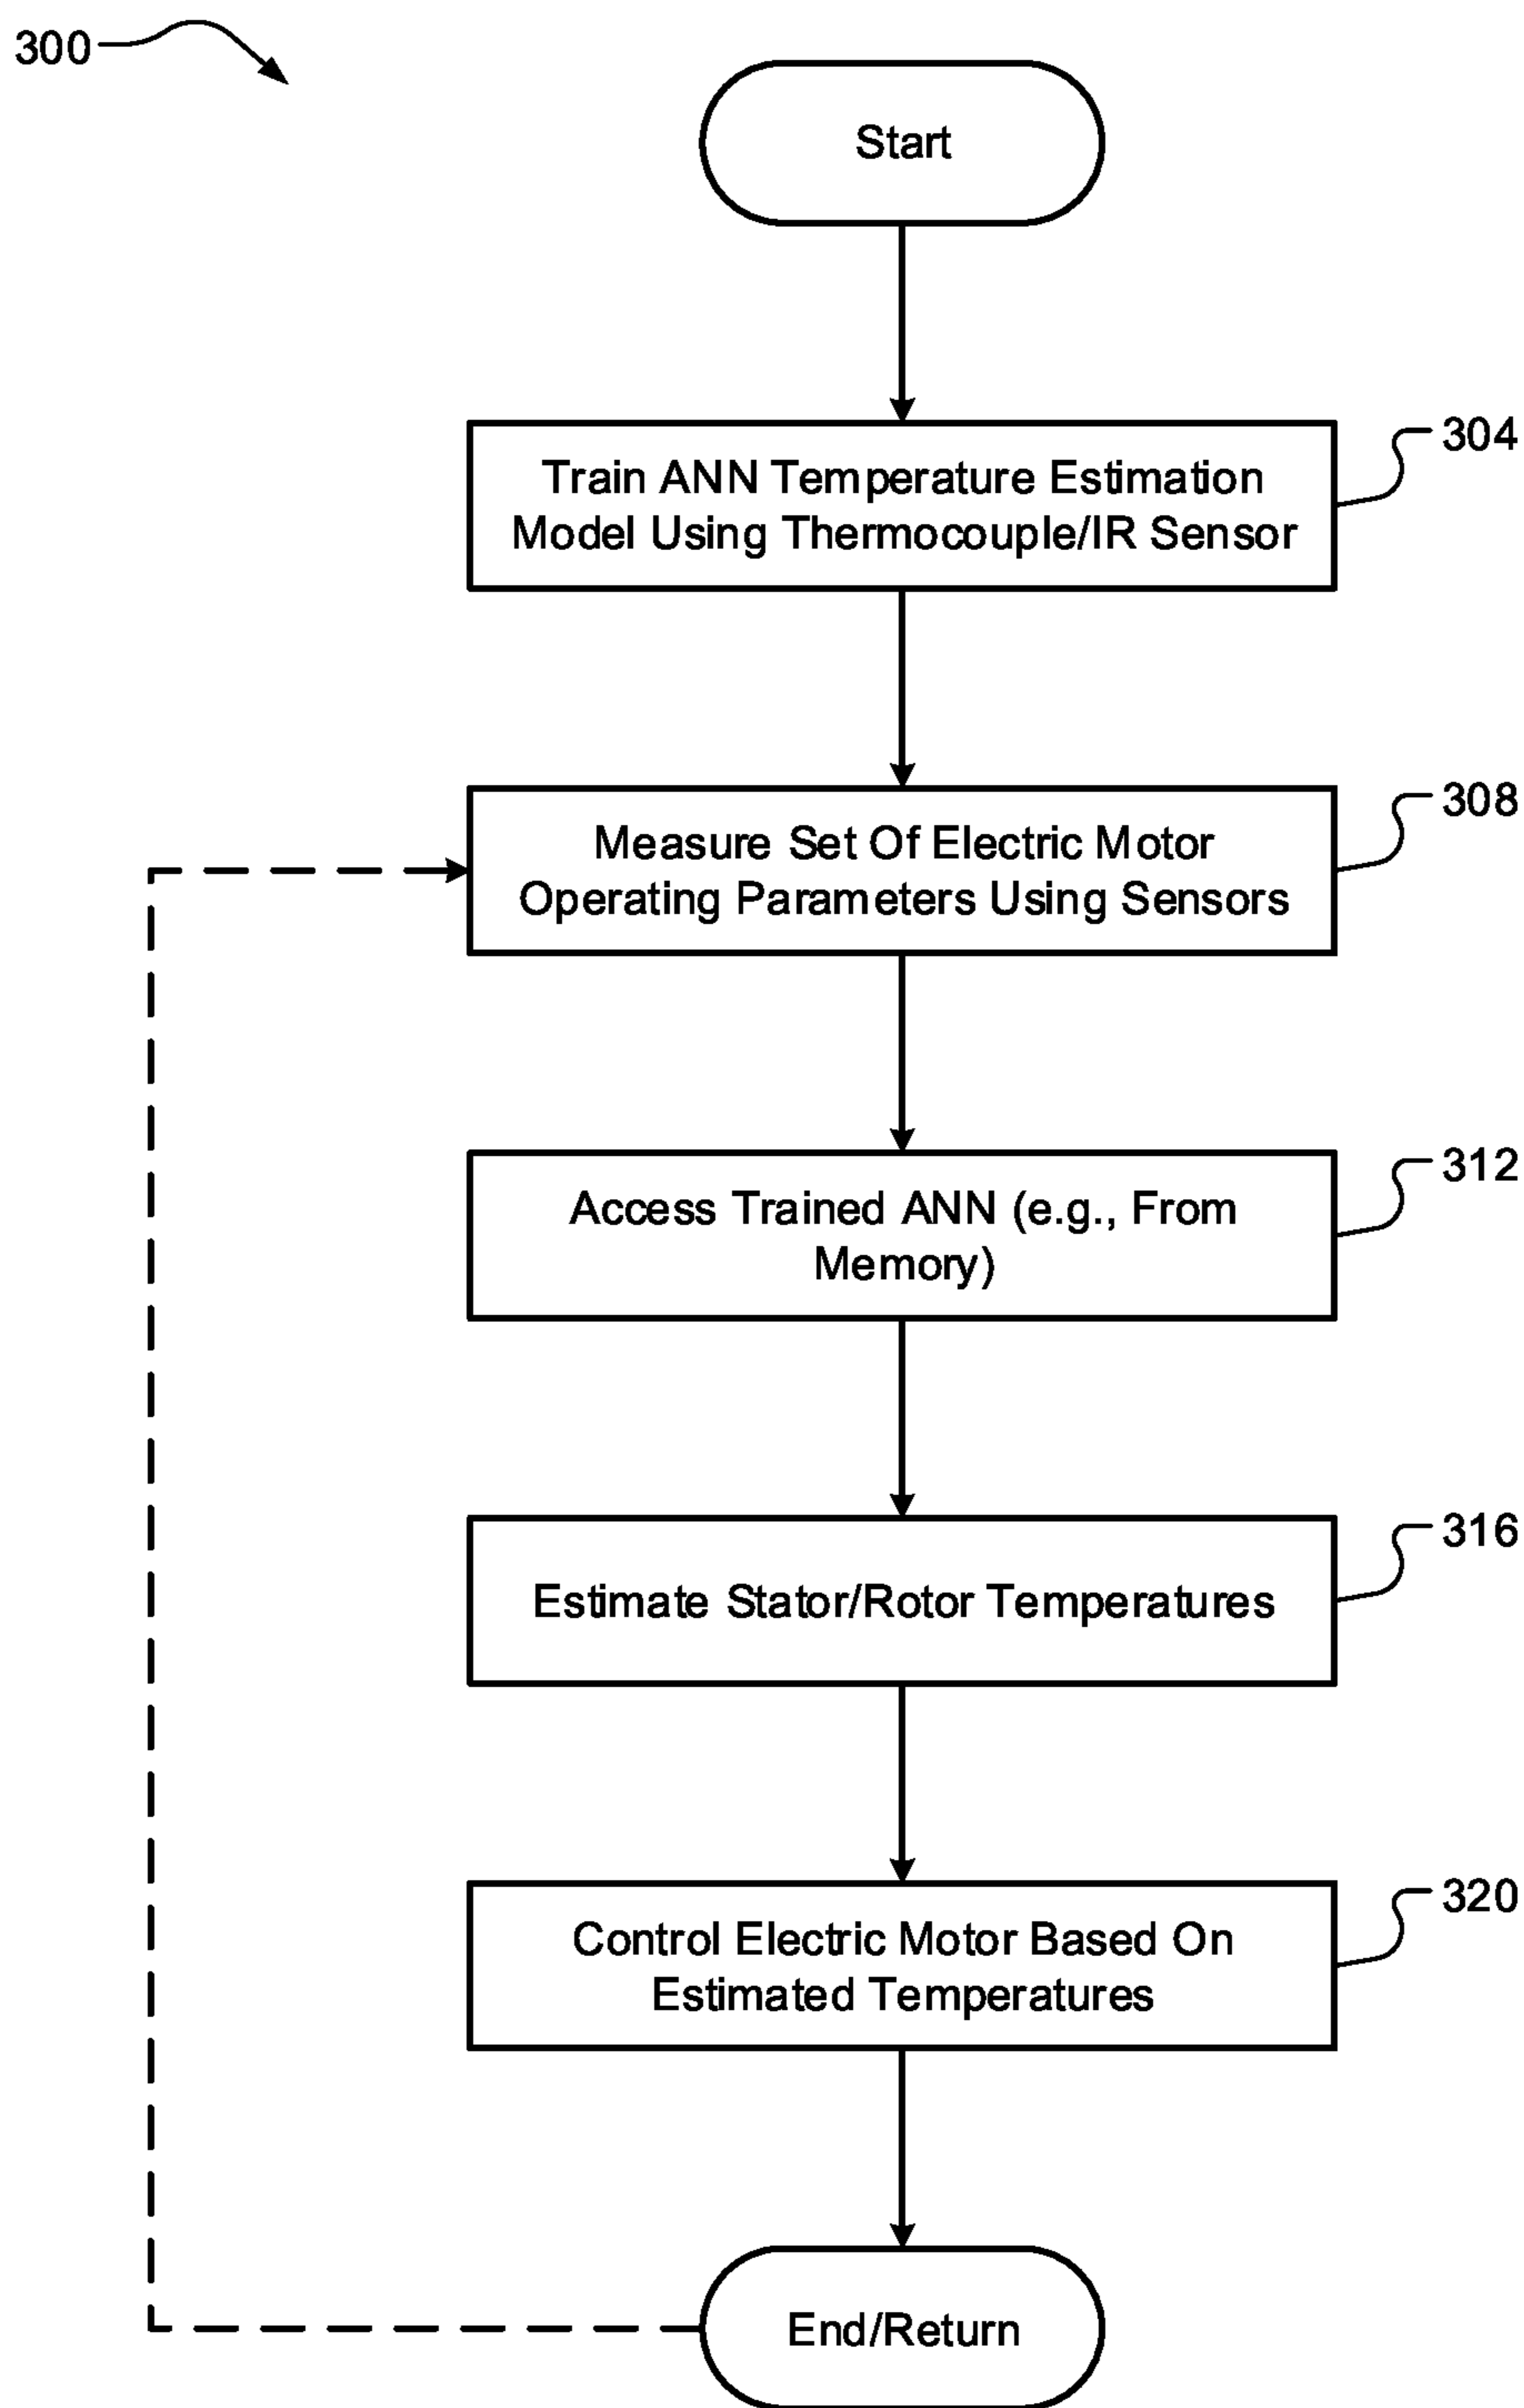 300
Start
304
Train ANN Temperature Estimation
Model Using Thermocouple/IR Sensor
308
Measure Set Of Electric Motor
Operating Parameters Using Sensors
312
Access Trained ANN (e.g., From
Memory)
316
Estimate Stator/Rotor Temperatures
320
Control Electric Motor Based On
Estimated Temperatures
End/Return